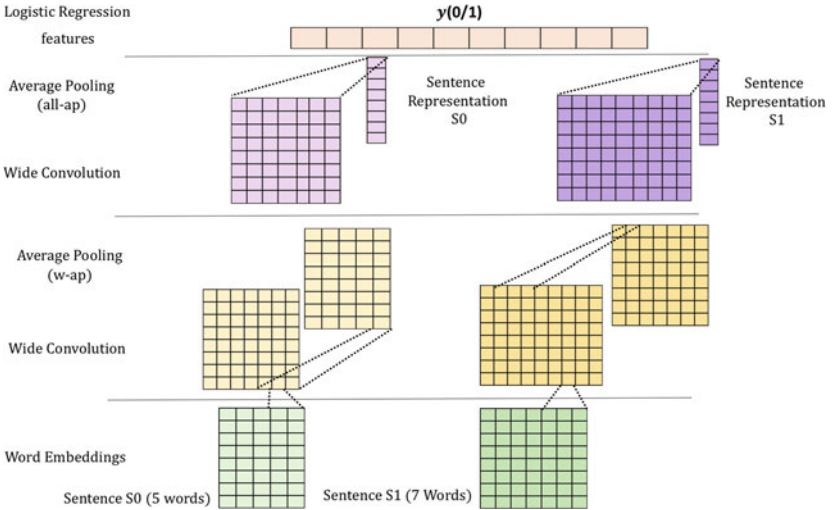 Logistic Regression
y(0/1)
features
Average Pooling
(all-ap)
Sentence
Representation
S0
Sentence
Representation
S1
Wide Convolution
Average Pooling
(w-ap)
Wide Convolution
Word Embeddings
Sentence S0 (5 words)
Sentence S1 (7 Words)